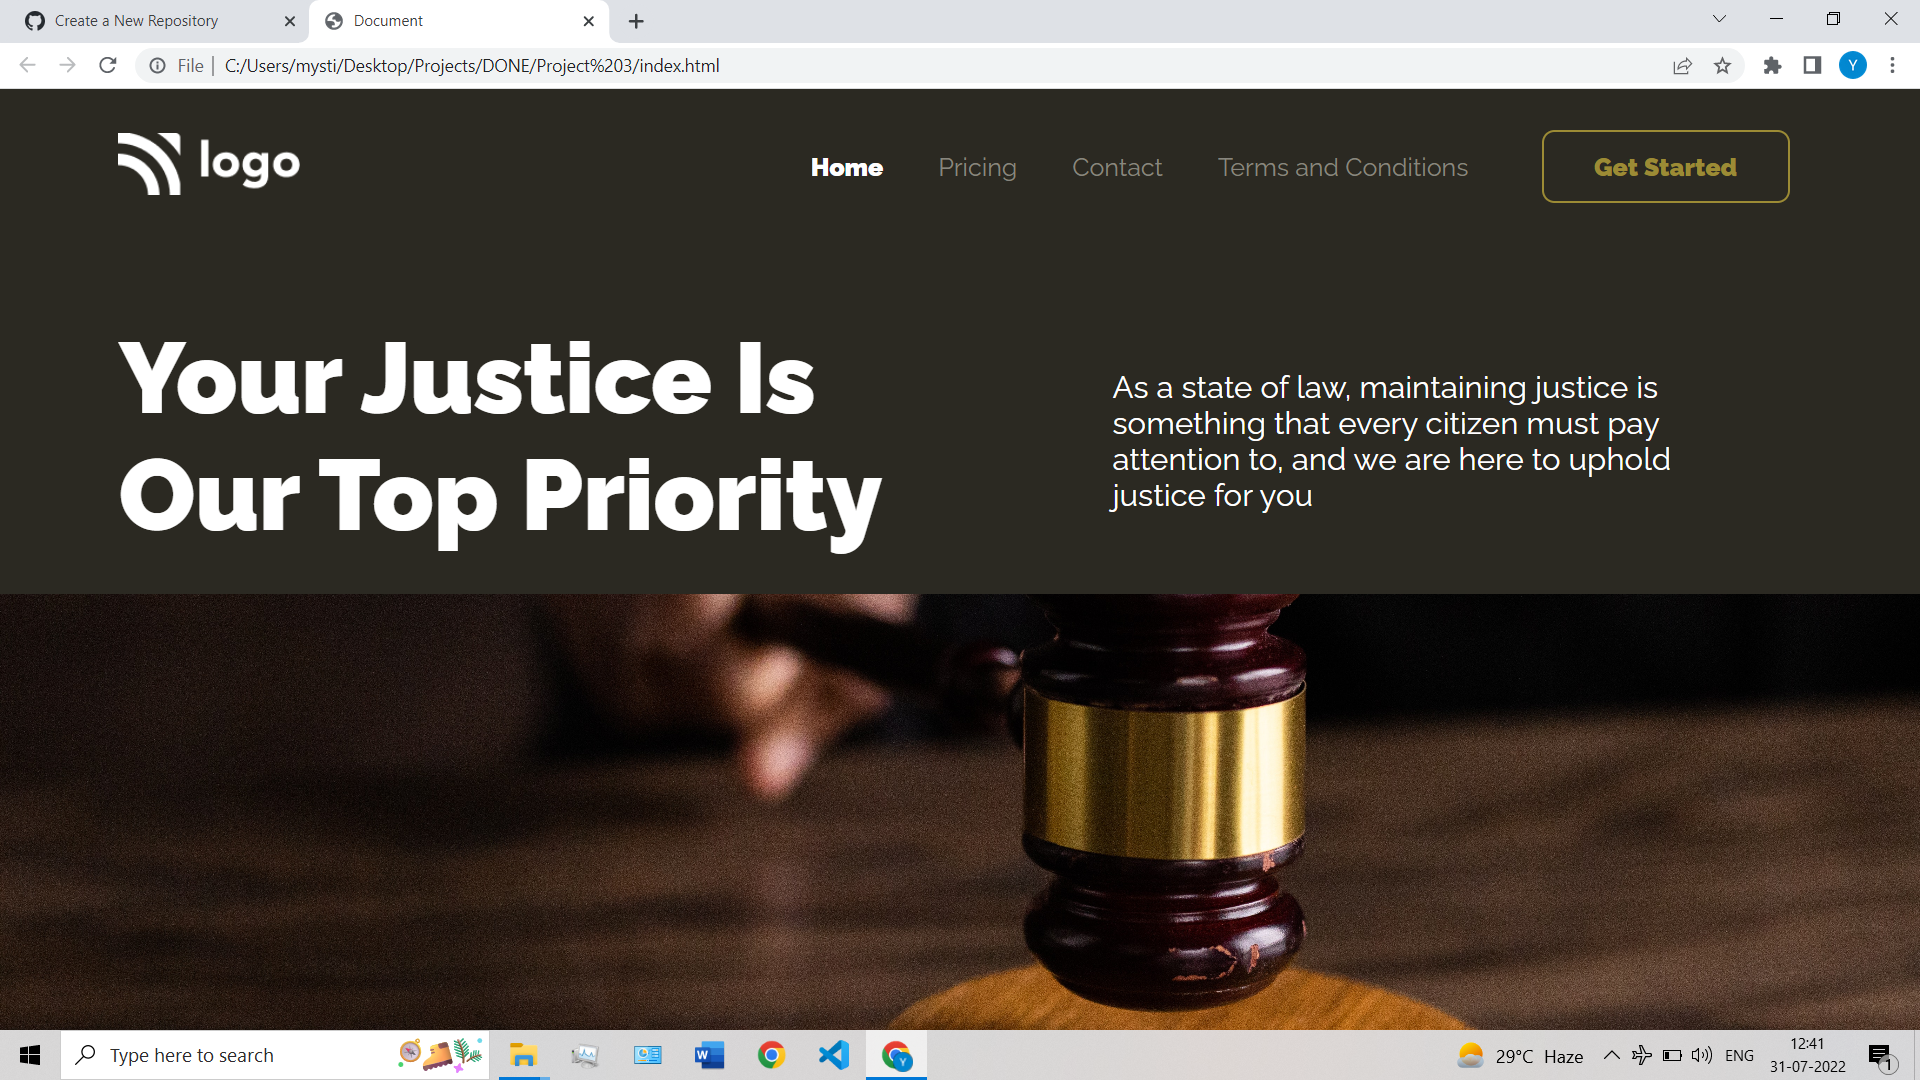 Create a New Repository
Document
File
C:/Users/mysti/Desktop/Projects/DONE/Project%203/index.html
Y
logo
Home
Pricing
Contact
Terms and Conditions
Get Started
Your Justice Is
Our Top Priority
As a state of law, maintaining justice is
something that every citizen must pay
attention to, and we are here to uphold
justice for you
Type here to search
W
Y
29°C Haze
ENG
12:41
31-07-2022
1